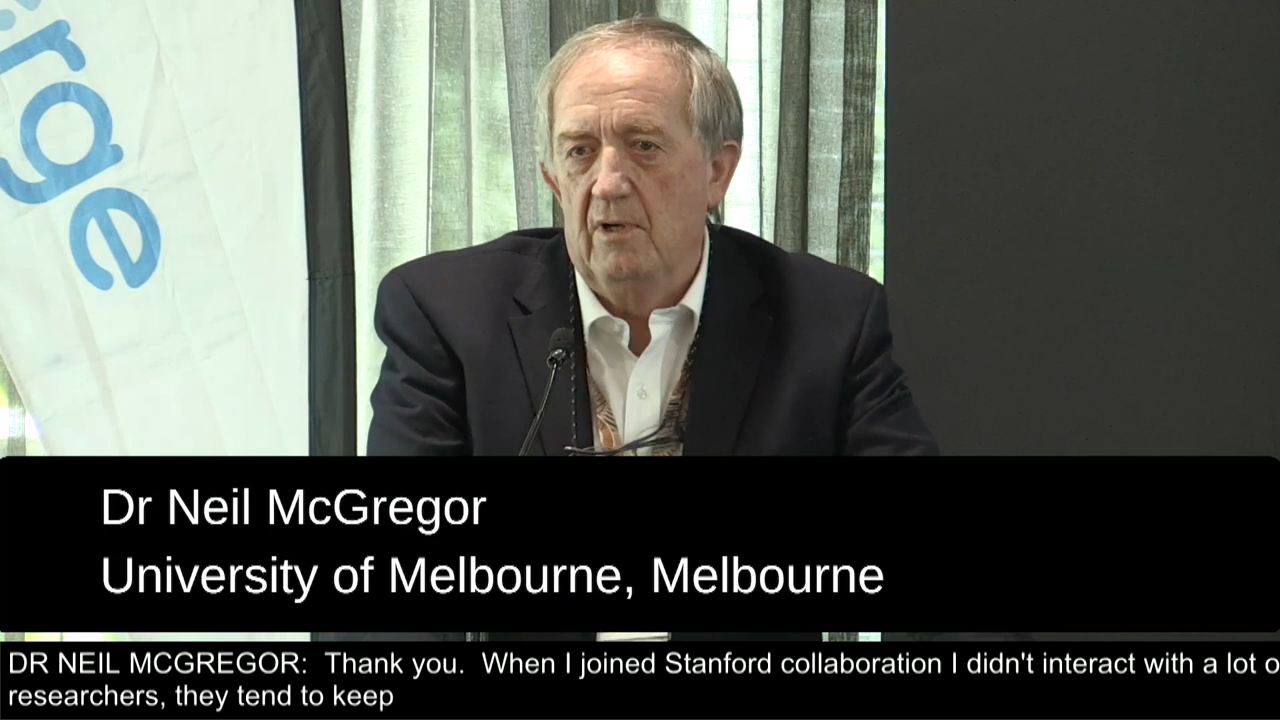 erge
Dr Neil McGregor
University of Melbourne, Melbourne
DR NEIL MCGREGOR: Thank you. When I joined Stanford collaboration I didn't interact with a lot o
researchers, they tend to keep